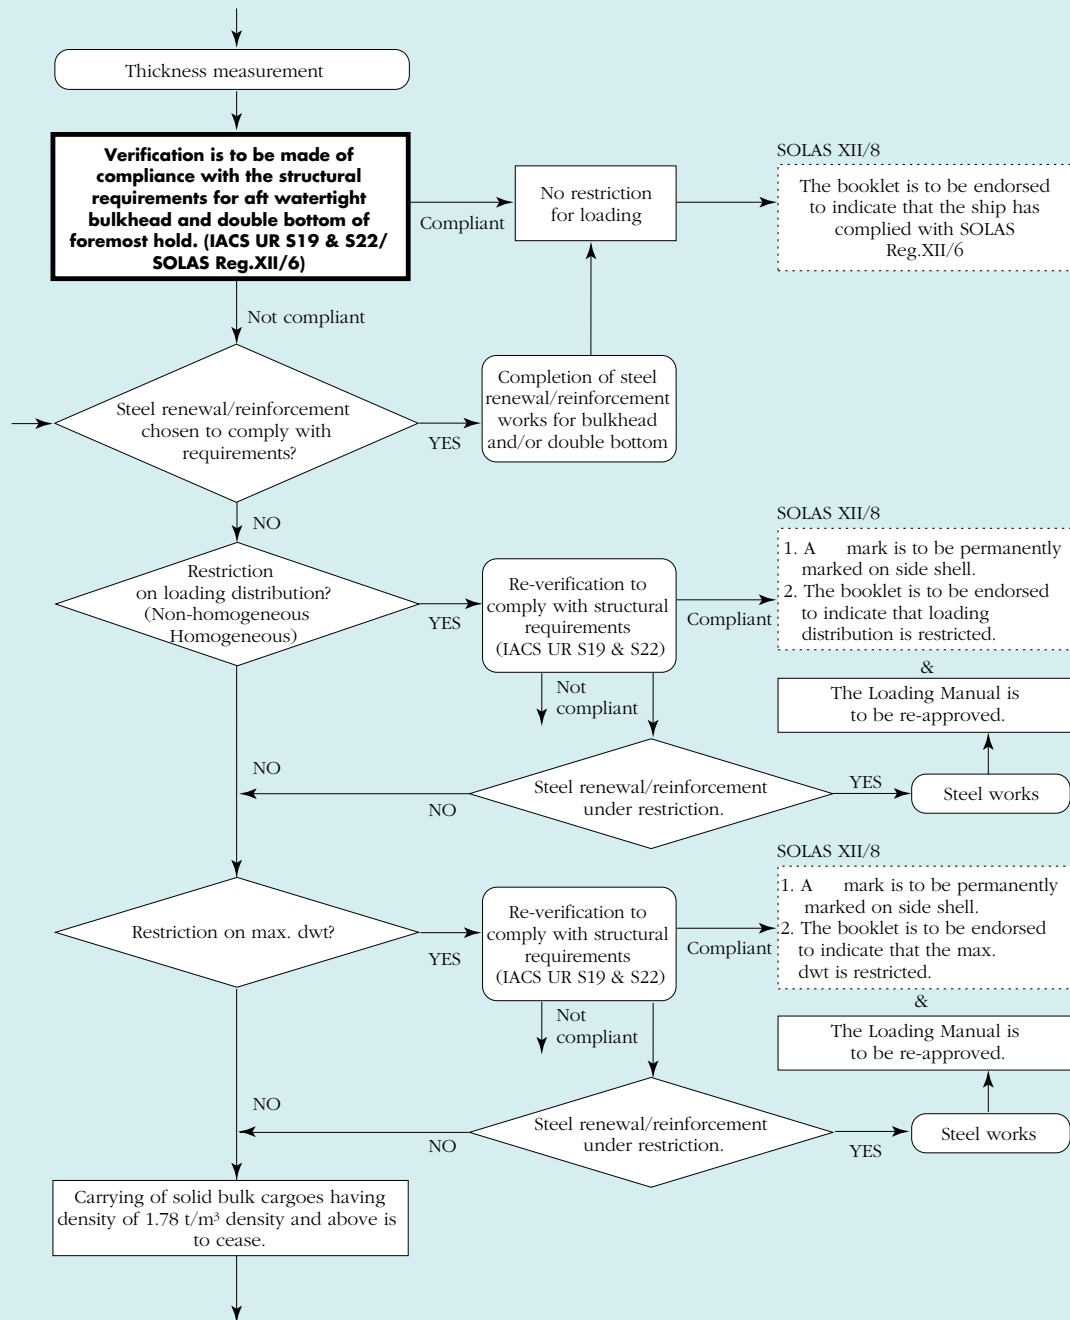 Thickness measurement
Verification is to be made of
compliance with the structural
requirements for aft watertight
bulkhead and double bottom of
foremost hold. (IACS UR S19 & S22/
SOLAS Reg.XII/6)
Compliant
No restriction
for loading
SOLAS XII/8
The booklet is to be endorsed
to indicate that the ship has
complied with SOLAS
Reg.XII/6
Not compliant
Steel renewal/reinforcement
chosen to comply with
requirements?
YES
Completion of steel
renewal/reinforcement
works for bulkhead
and/or double bottom
NO
Restriction
on loading distribution?
(Non-homogeneous
Homogeneous)
YES
Re-verification to
comply with structural
requirements
(IACS UR S19 & S22)
Compliant
SOLAS XII/8
1. A mark is to be permanently
marked on side shell.
2. The booklet is to be endorsed
to indicate that loading
distribution is restricted.
&
The Loading Manual is
to be re-approved.
Not
compliant
NO
Steel renewal/reinforcement
under restriction.
NO
YES
Steel works
Restriction on max. dwt?
YES
Re-verification to
comply with structural
requirements
(IACS UR S19 & S22)
Compliant
SOLAS XII/8
1. A mark is to be permanently
marked on side shell.
2. The booklet is to be endorsed
to indicate that the max.
dwt is restricted.
&
The Loading Manual is
to be re-approved.
Not
compliant
NO
Steel renewal/reinforcement
under restriction.
NO
YES
Steel works
Carrying of solid bulk cargoes having
density of 1.78 t/m³ density and above is
to cease.